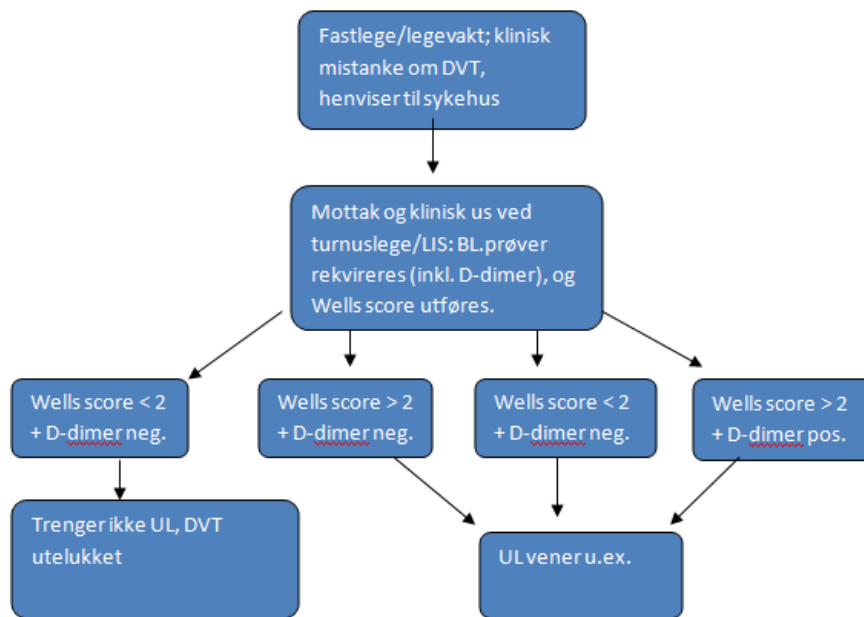 Fastlege/legevakt; klinisk
mistanke om DVT,
henviser til sykehus
Mottak og klinisk us ved
turnuslege/LIS: BL.prøver
rekvireres (inkl. D-dimer), og
Wells score utføres.
Wells score < 2
+ D-dimer neg.
Wells score > 2
+ D-dimer neg.
Wells score < 2
+ D-dimer neg.
Wells score > 2
+ D-dimer pos.
Trenger ikke UL, DVT
utelukket
UL vener u.ex.